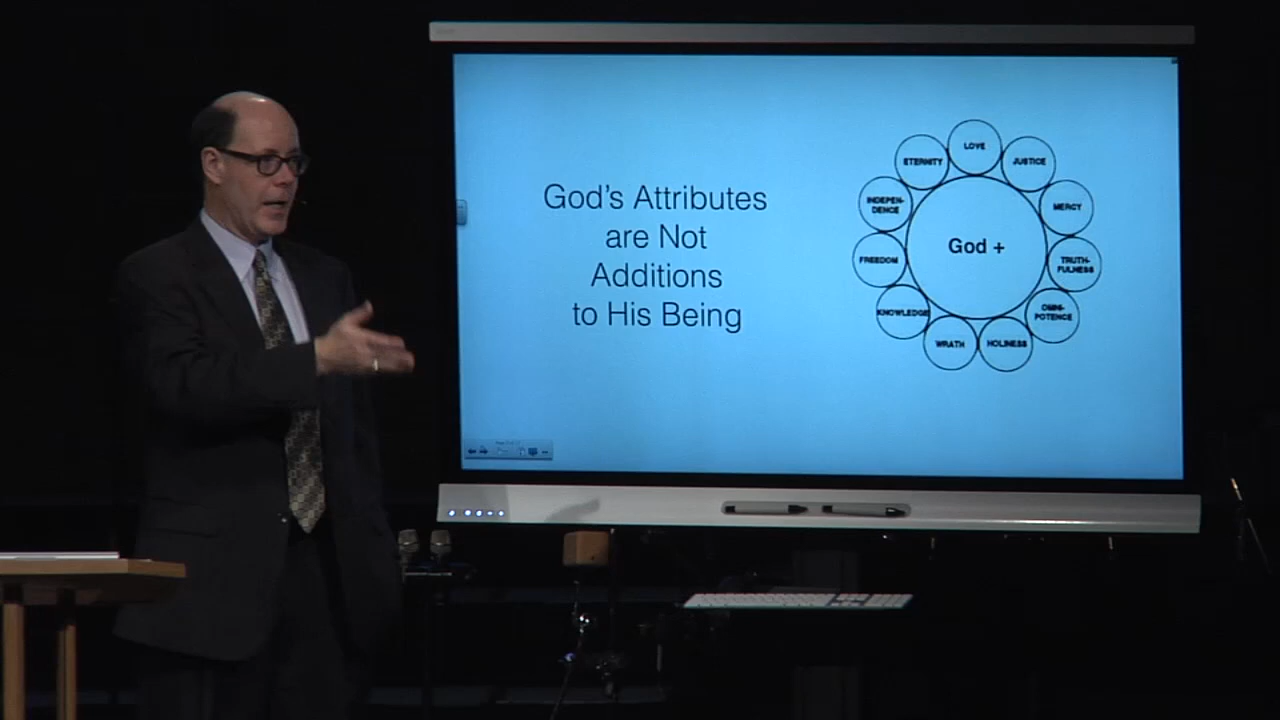 God's Attributes
are Not
Additions
to His Being
LOVE
JUSTICE
MERCY
TRUTH-
FULNESS
OMNI-
POTENCE
HOLINESS
WRATH
KNOWLEDGE
FREEDOM
INDEPEN-
DENCE
ETERNITY
God +